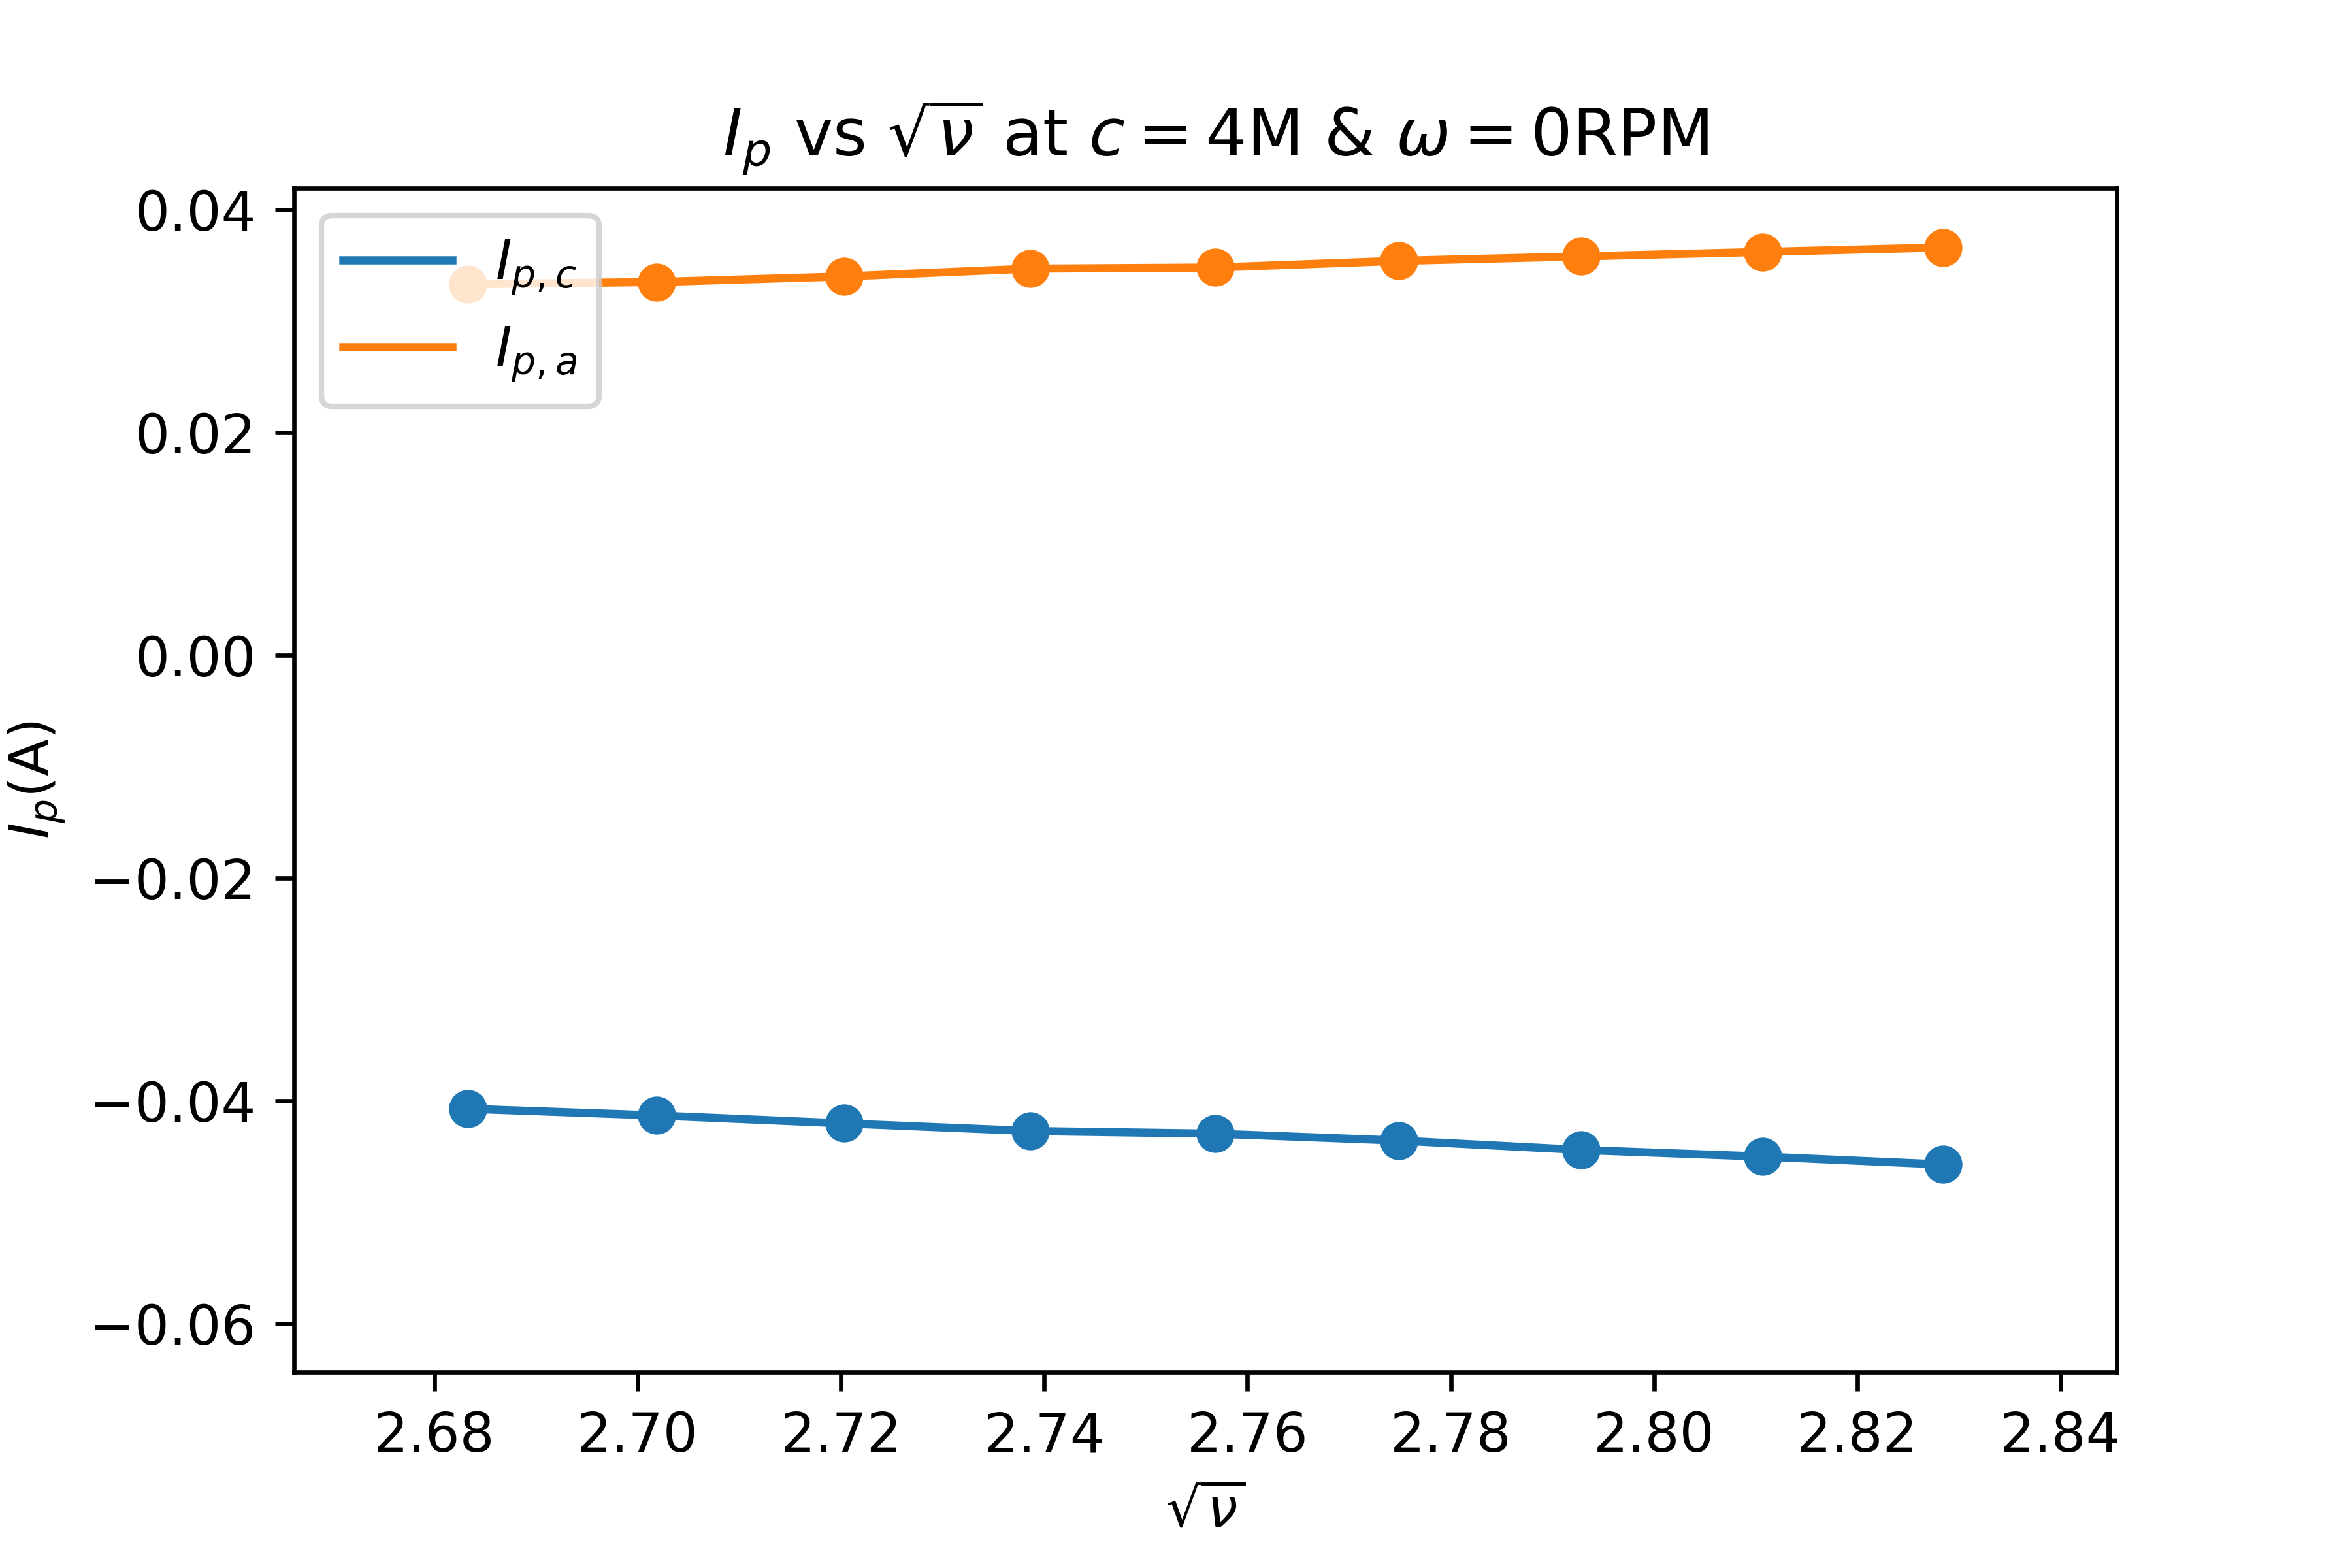 I_p vs √ν at c = 4M & ω = 0RPM
I_{p,c}
I_{p,a}
0.04
0.02
0.00
−0.02
−0.04
−0.06
I_p(A)
2.68 2.70 2.72 2.74 2.76 2.78 2.80 2.82 2.84
√ν